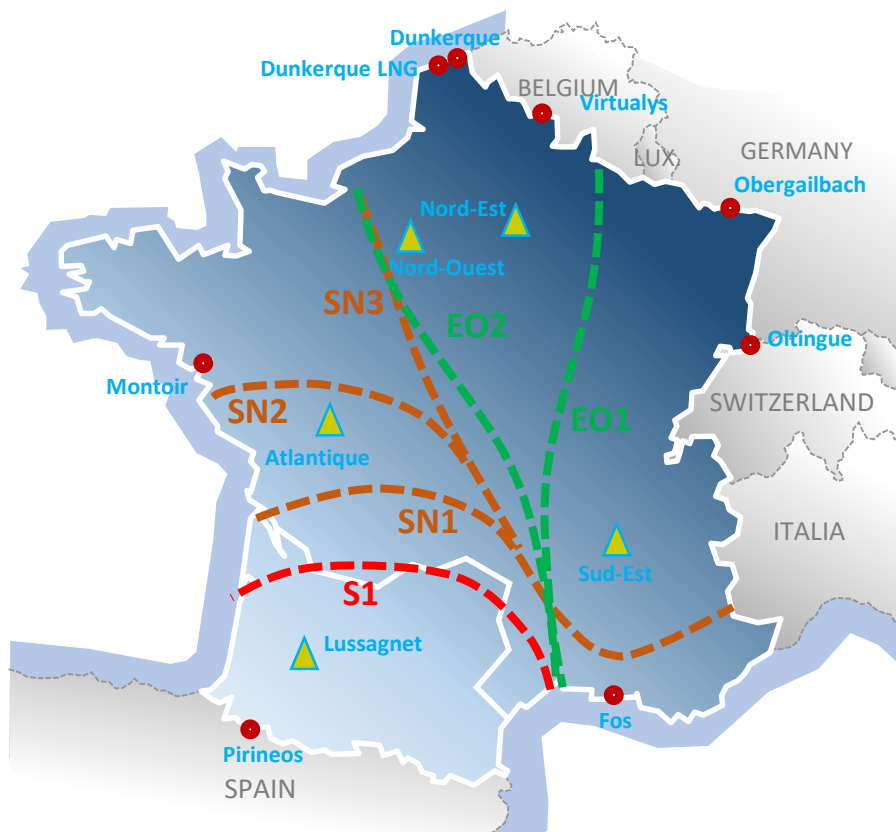 Dunkerque
Dunkerque LNG
BELGIUM
Virtualys
LUX
GERMANY
Obergailbach
Nord-Est
Nord-Ouest
SN3
EO2
Oltingue
Montoir
SWITZERLAND
SN2
EO1
Atlantique
SN1
ITALIA
Sud-Est
S1
Lussagnet
Fos
Pirineos
SPAIN